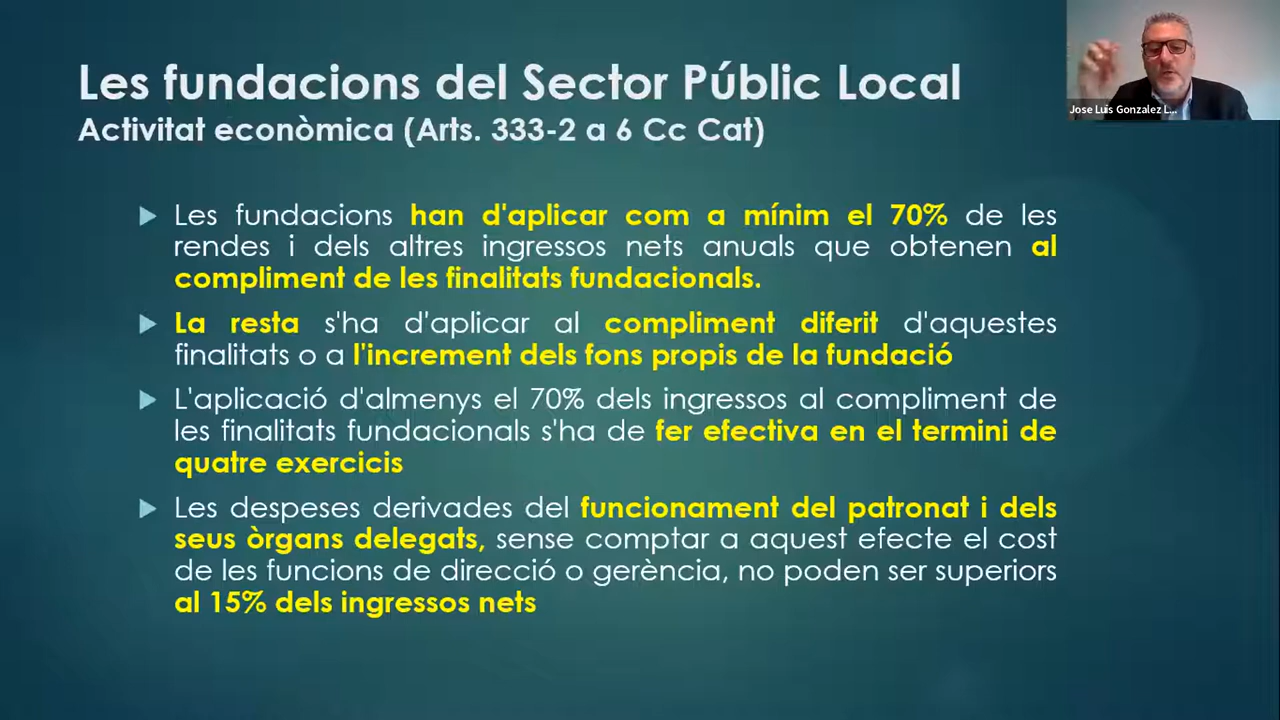 Les fundacions del Sector Públic Local
Activitat econòmica (Arts. 333-2 a 6 Cc Cat)
Jose Luis Gonzalez L...
Les fundacions han d'aplicar com a mínim el 70% de les
rendes i dels altres ingressos nets anuals que obtenen al
compliment de les finalitats fundacionals.
La resta s'ha d'aplicar al compliment diferit d'aquestes
finalitats o a l'increment dels fons propis de la fundació
L'aplicació d'almenys el 70% dels ingressos al compliment de
les finalitats fundacionals s'ha de fer efectiva en el termini de
quatre exercicis
Les despeses derivades del funcionament del patronat i dels
seus òrgans delegats, sense comptar a aquest efecte el cost
de les funcions de direcció o gerència, no poden ser superiors
al 15% dels ingressos nets